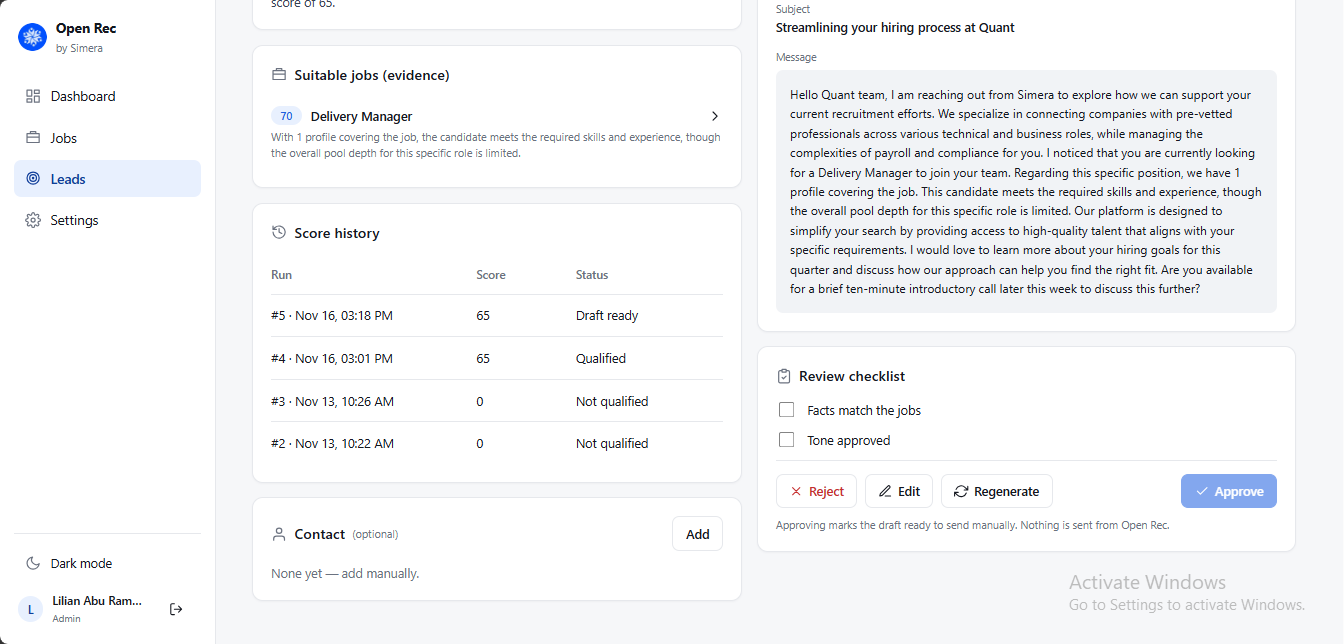 Open Rec
by Simera
Dashboard
Jobs
Leads
Settings
Dark mode
L
Lilian Abu Ram...
Admin
score of 65.
Suitable jobs (evidence)
70 Delivery Manager
With 1 profile covering the job, the candidate meets the required skills and experience, though
the overall pool depth for this specific role is limited.
Score history
Run Score Status
#5 · Nov 16, 03:18 PM 65 Draft ready
#4 · Nov 16, 03:01 PM 65 Qualified
#3 · Nov 13, 10:26 AM 0 Not qualified
#2 · Nov 13, 10:22 AM 0 Not qualified
Contact (optional) Add
None yet — add manually.
Subject
Streamlining your hiring process at Quant
Message
Hello Quant team, I am reaching out from Simera to explore how we can support your
current recruitment efforts. We specialize in connecting companies with pre-vetted
professionals across various technical and business roles, while managing the
complexities of payroll and compliance for you. I noticed that you are currently looking
for a Delivery Manager to join your team. Regarding this specific position, we have 1
profile covering the job. This candidate meets the required skills and experience, though
the overall pool depth for this specific role is limited. Our platform is designed to
simplify your search by providing access to high-quality talent that aligns with your
specific requirements. I would love to learn more about your hiring goals for this
quarter and discuss how our approach can help you find the right fit. Are you available
for a brief ten-minute introductory call later this week to discuss this further?
Review checklist
Facts match the jobs
Tone approved
Reject Edit Regenerate Approve
Approving marks the draft ready to send manually. Nothing is sent from Open Rec.
Activate Windows
Go to Settings to activate Windows.